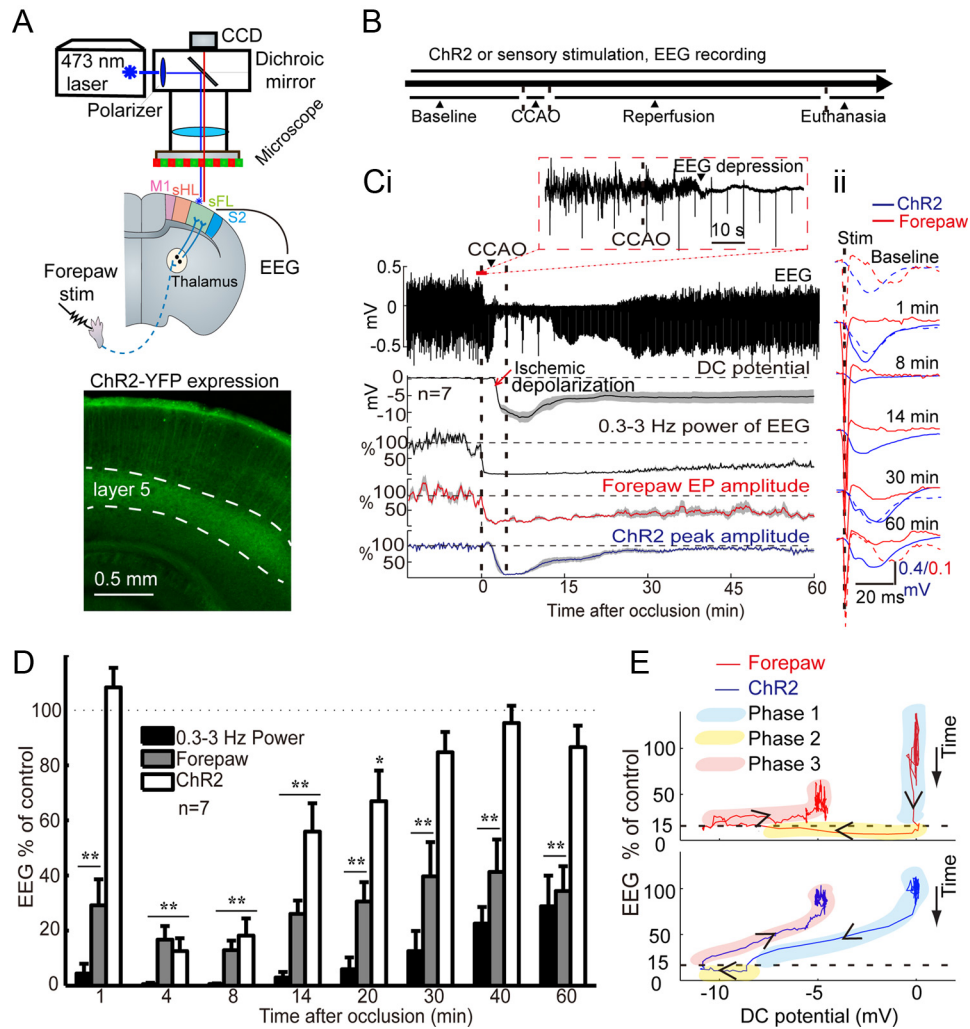 A
CCD
473 nm
laser
Dichroic
mirror
Polarizer
Microscope
M1
sHL
sFL
S2
Thalamus
EEG
Forepaw
stim
ChR2-YFP expression
layer 5
0.5 mm
B
ChR2 or sensory stimulation, EEG recording
Baseline
CCAO
Reperfusion
Euthanasia
Ci
EEG depression
CCAO
10 s
CCAO
EEG
mV
0.5
0
-0.5
Ischemic
depolarization
DC potential
n=7
mV
0
-5
-10
0.3-3 Hz power of EEG
%
100
50
Forepaw EP amplitude
%
100
50
ChR2 peak amplitude
%
100
50
0 15 30 45 60
Time after occlusion (min)
ii
ChR2
Forepaw
Stim
Baseline
1 min
8 min
14 min
30 min
60 min
0.4/0.1
mV
20 ms
D
EEG % of control
100
80
60
40
20
0
0.3-3 Hz Power
Forepaw
ChR2
n=7
**
**
**
**
**
*
**
**
**
1 4 8 14 20 30 40 60
Time after occlusion (min)
E
Forepaw
ChR2
Phase 1
Phase 2
Phase 3
EEG % of control
100
50
15
0
Time
100
50
15
0
Time
-10 -5 0
DC potential (mV)